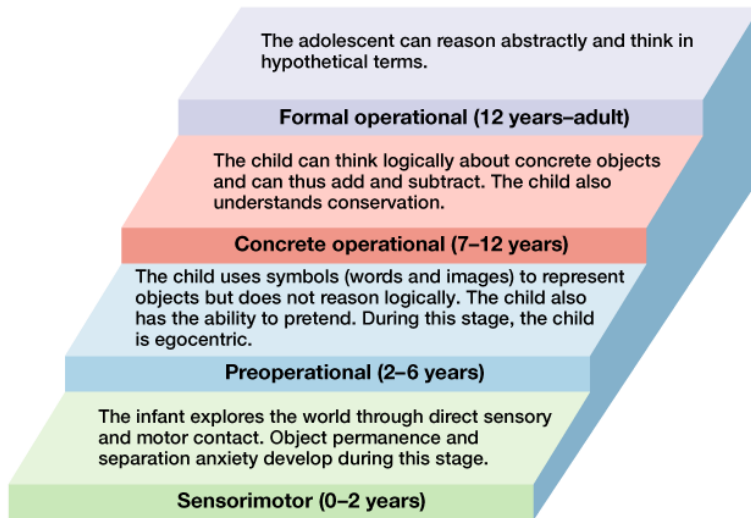 The adolescent can reason abstractly and think in
hypothetical terms.
Formal operational (12 years–adult)
The child can think logically about concrete objects
and can thus add and subtract. The child also
understands conservation.
Concrete operational (7–12 years)
The child uses symbols (words and images) to represent
objects but does not reason logically. The child also
has the ability to pretend. During this stage, the child
is egocentric.
Preoperational (2–6 years)
The infant explores the world through direct sensory
and motor contact. Object permanence and
separation anxiety develop during this stage.
Sensorimotor (0–2 years)